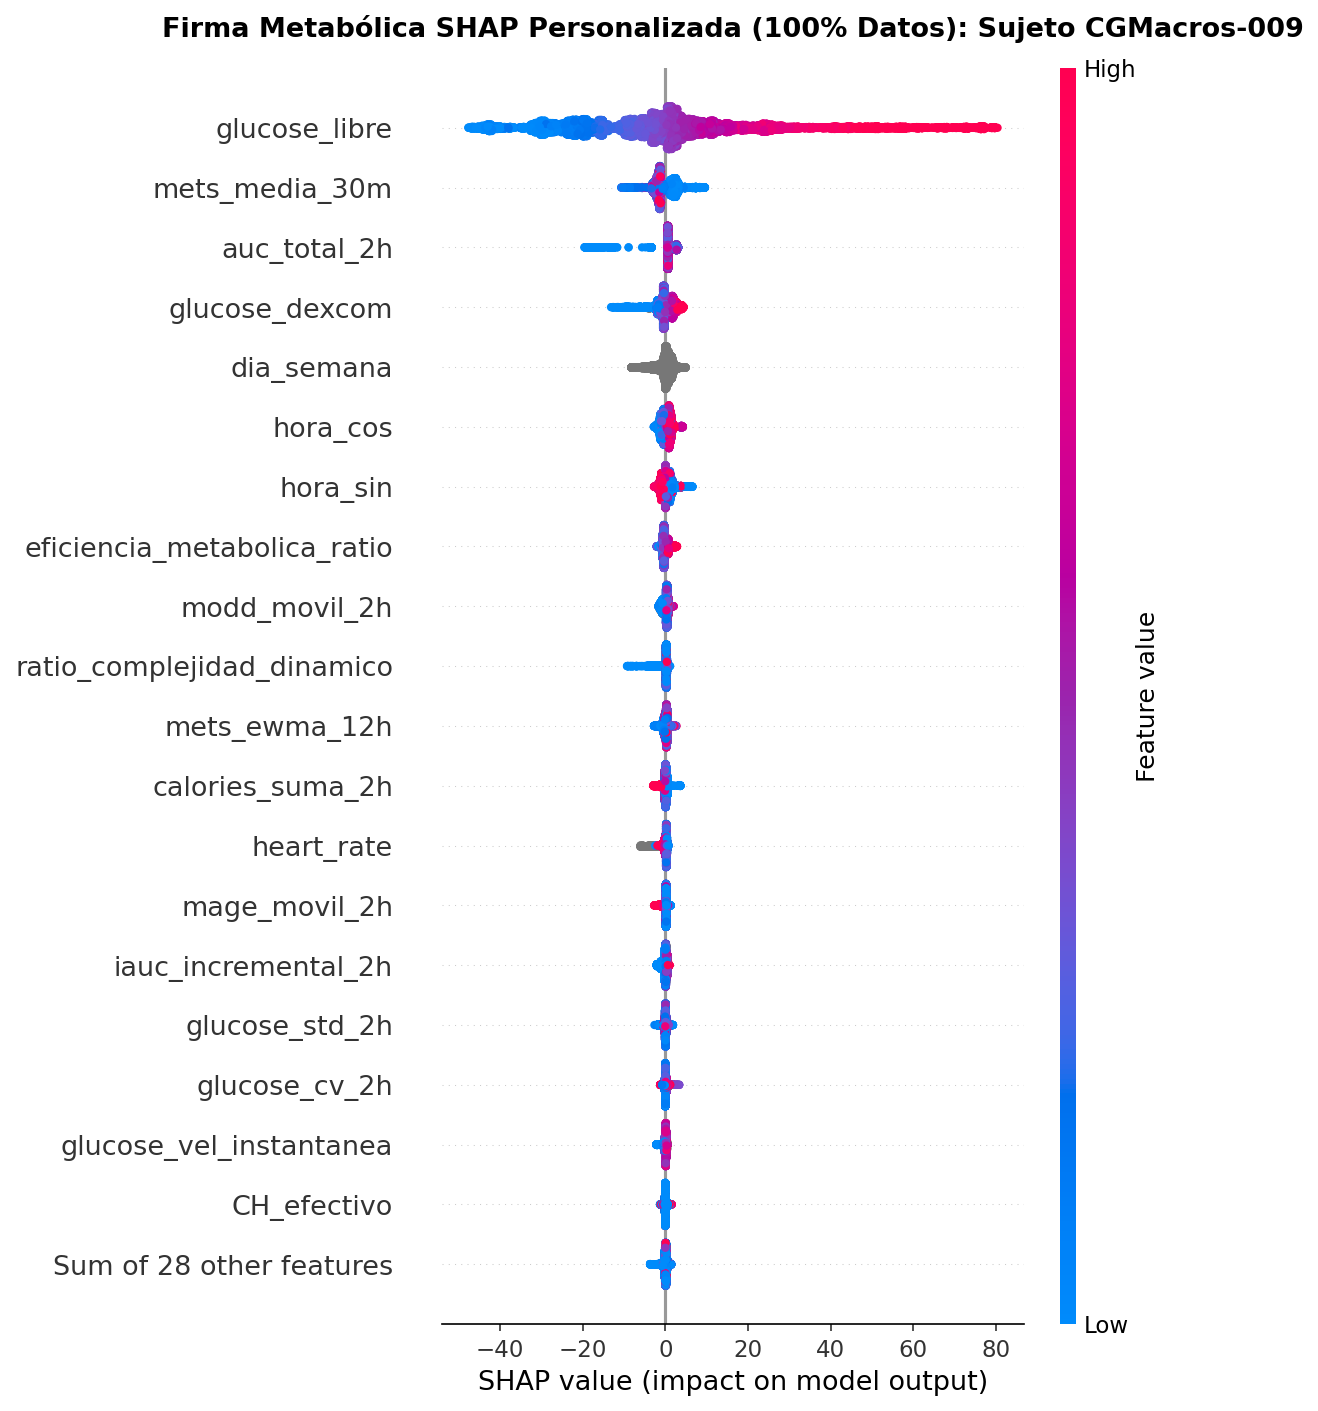 Firma Metabólica SHAP Personalizada (100% Datos): Sujeto CGMacros-009
High
glucose_libre
mets_media_30m
auc_total_2h
glucose_dexcom
dia_semana
hora_cos
hora_sin
eficiencia_metabolica_ratio
modd_movil_2h
ratio_complejidad_dinamico
mets_ewma_12h
calories_suma_2h
heart_rate
mage_movil_2h
iauc_incremental_2h
glucose_std_2h
glucose_cv_2h
glucose_vel_instantanea
CH_efectivo
Sum of 28 other features
Feature value
Low
−40 −20 0 20 40 60 80
SHAP value (impact on model output)